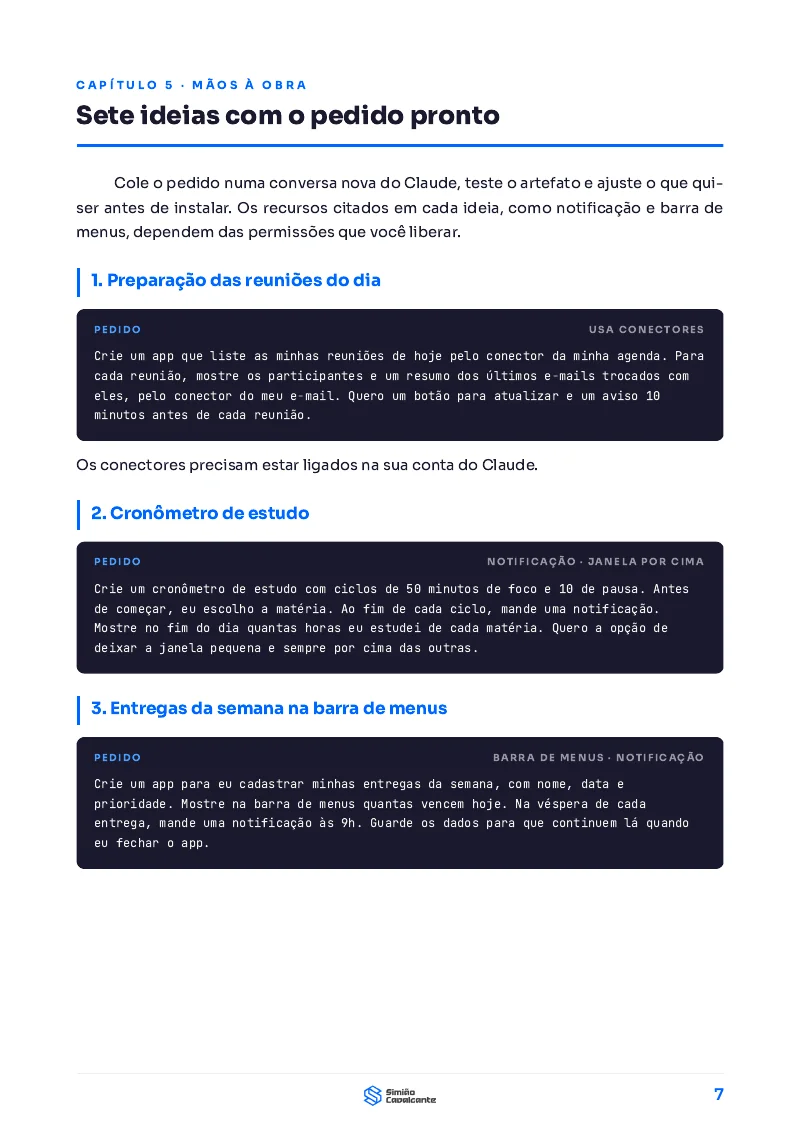 CAPÍTULO 5 · MÃOS À OBRA
Sete ideias com o pedido pronto
Cole o pedido numa conversa nova do Claude, teste o artefato e ajuste o que qui-
ser antes de instalar. Os recursos citados em cada ideia, como notificação e barra de
menus, dependem das permissões que você liberar.
1. Preparação das reuniões do dia
PEDIDO USA CONECTORES
Crie um app que liste as minhas reuniões de hoje pelo conector da minha agenda. Para
cada reunião, mostre os participantes e um resumo dos últimos e-mails trocados com
eles, pelo conector do meu e-mail. Quero um botão para atualizar e um aviso 10
minutos antes de cada reunião.
Os conectores precisam estar ligados na sua conta do Claude.
2. Cronômetro de estudo
PEDIDO NOTIFICAÇÃO · JANELA POR CIMA
Crie um cronômetro de estudo com ciclos de 50 minutos de foco e 10 de pausa. Antes
de começar, eu escolho a matéria. Ao fim de cada ciclo, mande uma notificação.
Mostre no fim do dia quantas horas eu estudei de cada matéria. Quero a opção de
deixar a janela pequena e sempre por cima das outras.
3. Entregas da semana na barra de menus
PEDIDO BARRA DE MENUS · NOTIFICAÇÃO
Crie um app para eu cadastrar minhas entregas da semana, com nome, data e
prioridade. Mostre na barra de menus quantas vencem hoje. Na véspera de cada
entrega, mande uma notificação às 9h. Guarde os dados para que continuem lá quando
eu fechar o app.
Simião
Cavalcante
7